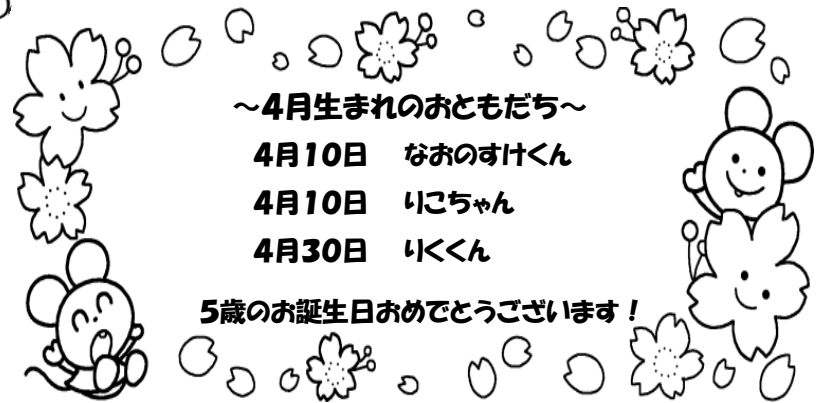 ～4月生まれのおともだち～
4月10日　なおのすけくん
4月10日　りこちゃん
4月30日　りくくん
5歳のお誕生日おめでとうございます！